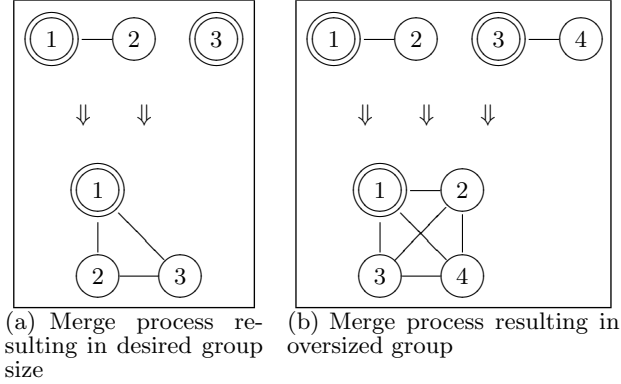 1 2 3
1 2 3 4
⇓ ⇓
⇓ ⇓ ⇓
1
2 3
1 2
3 4
(a) Merge process re-
sulting in desired group
size
(b) Merge process resulting in
oversized group